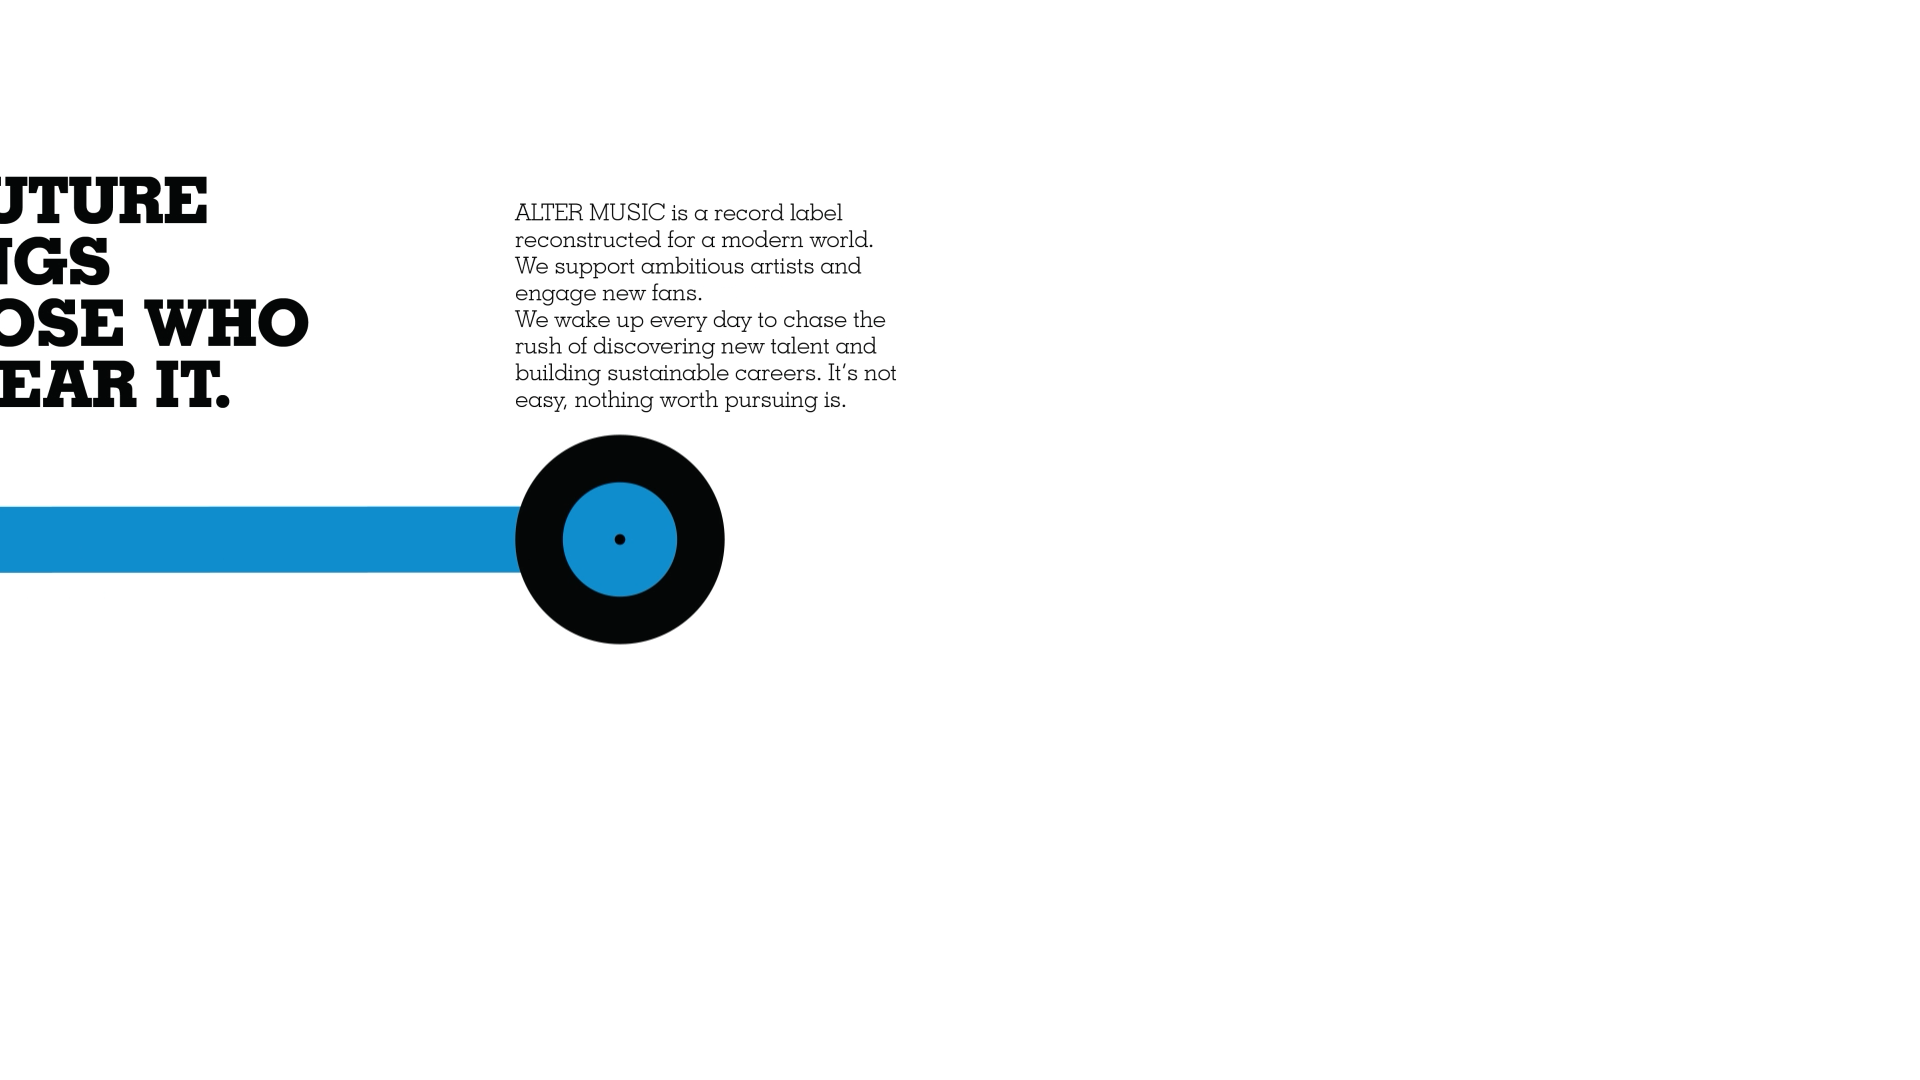 UTURE
NGS
OSE WHO
EAR IT.
ALTER MUSIC is a record label
reconstructed for a modern world.
We support ambitious artists and
engage new fans.
We wake up every day to chase the
rush of discovering new talent and
building sustainable careers. It’s not
easy, nothing worth pursuing is.